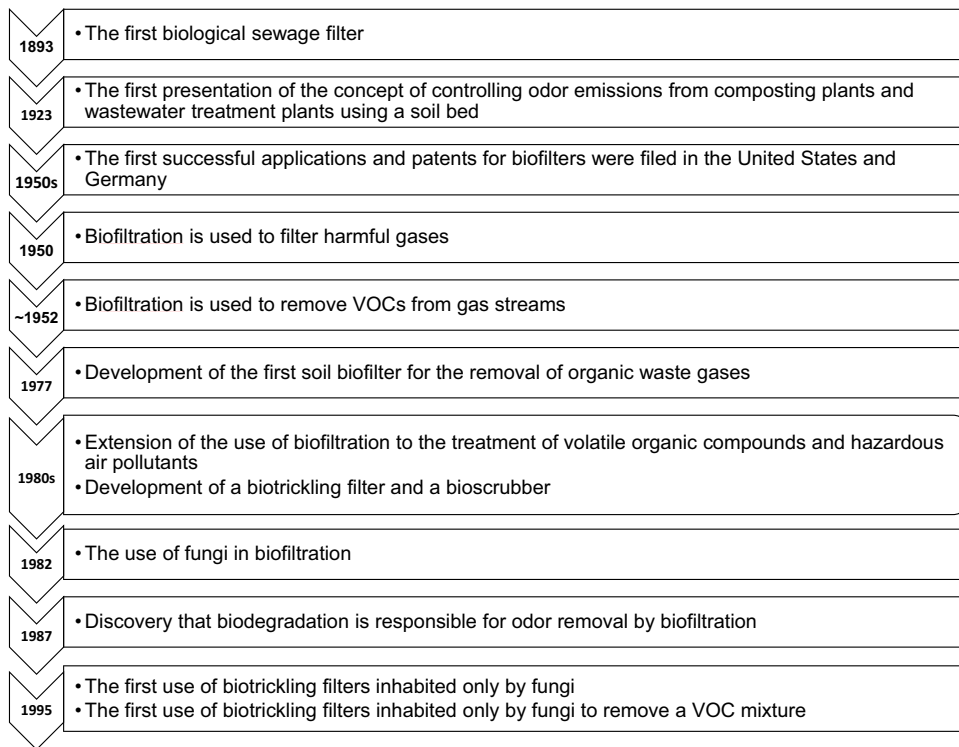 1893
• The first biological sewage filter
1923
• The first presentation of the concept of controlling odor emissions from composting plants and
wastewater treatment plants using a soil bed
1950s
• The first successful applications and patents for biofilters were filed in the United States and
Germany
1950
• Biofiltration is used to filter harmful gases
~1952
• Biofiltration is used to remove VOCs from gas streams
1977
• Development of the first soil biofilter for the removal of organic waste gases
1980s
• Extension of the use of biofiltration to the treatment of volatile organic compounds and hazardous
air pollutants
• Development of a biotrickling filter and a bioscrubber
1982
• The use of fungi in biofiltration
1987
• Discovery that biodegradation is responsible for odor removal by biofiltration
1995
• The first use of biotrickling filters inhabited only by fungi
• The first use of biotrickling filters inhabited only by fungi to remove a VOC mixture